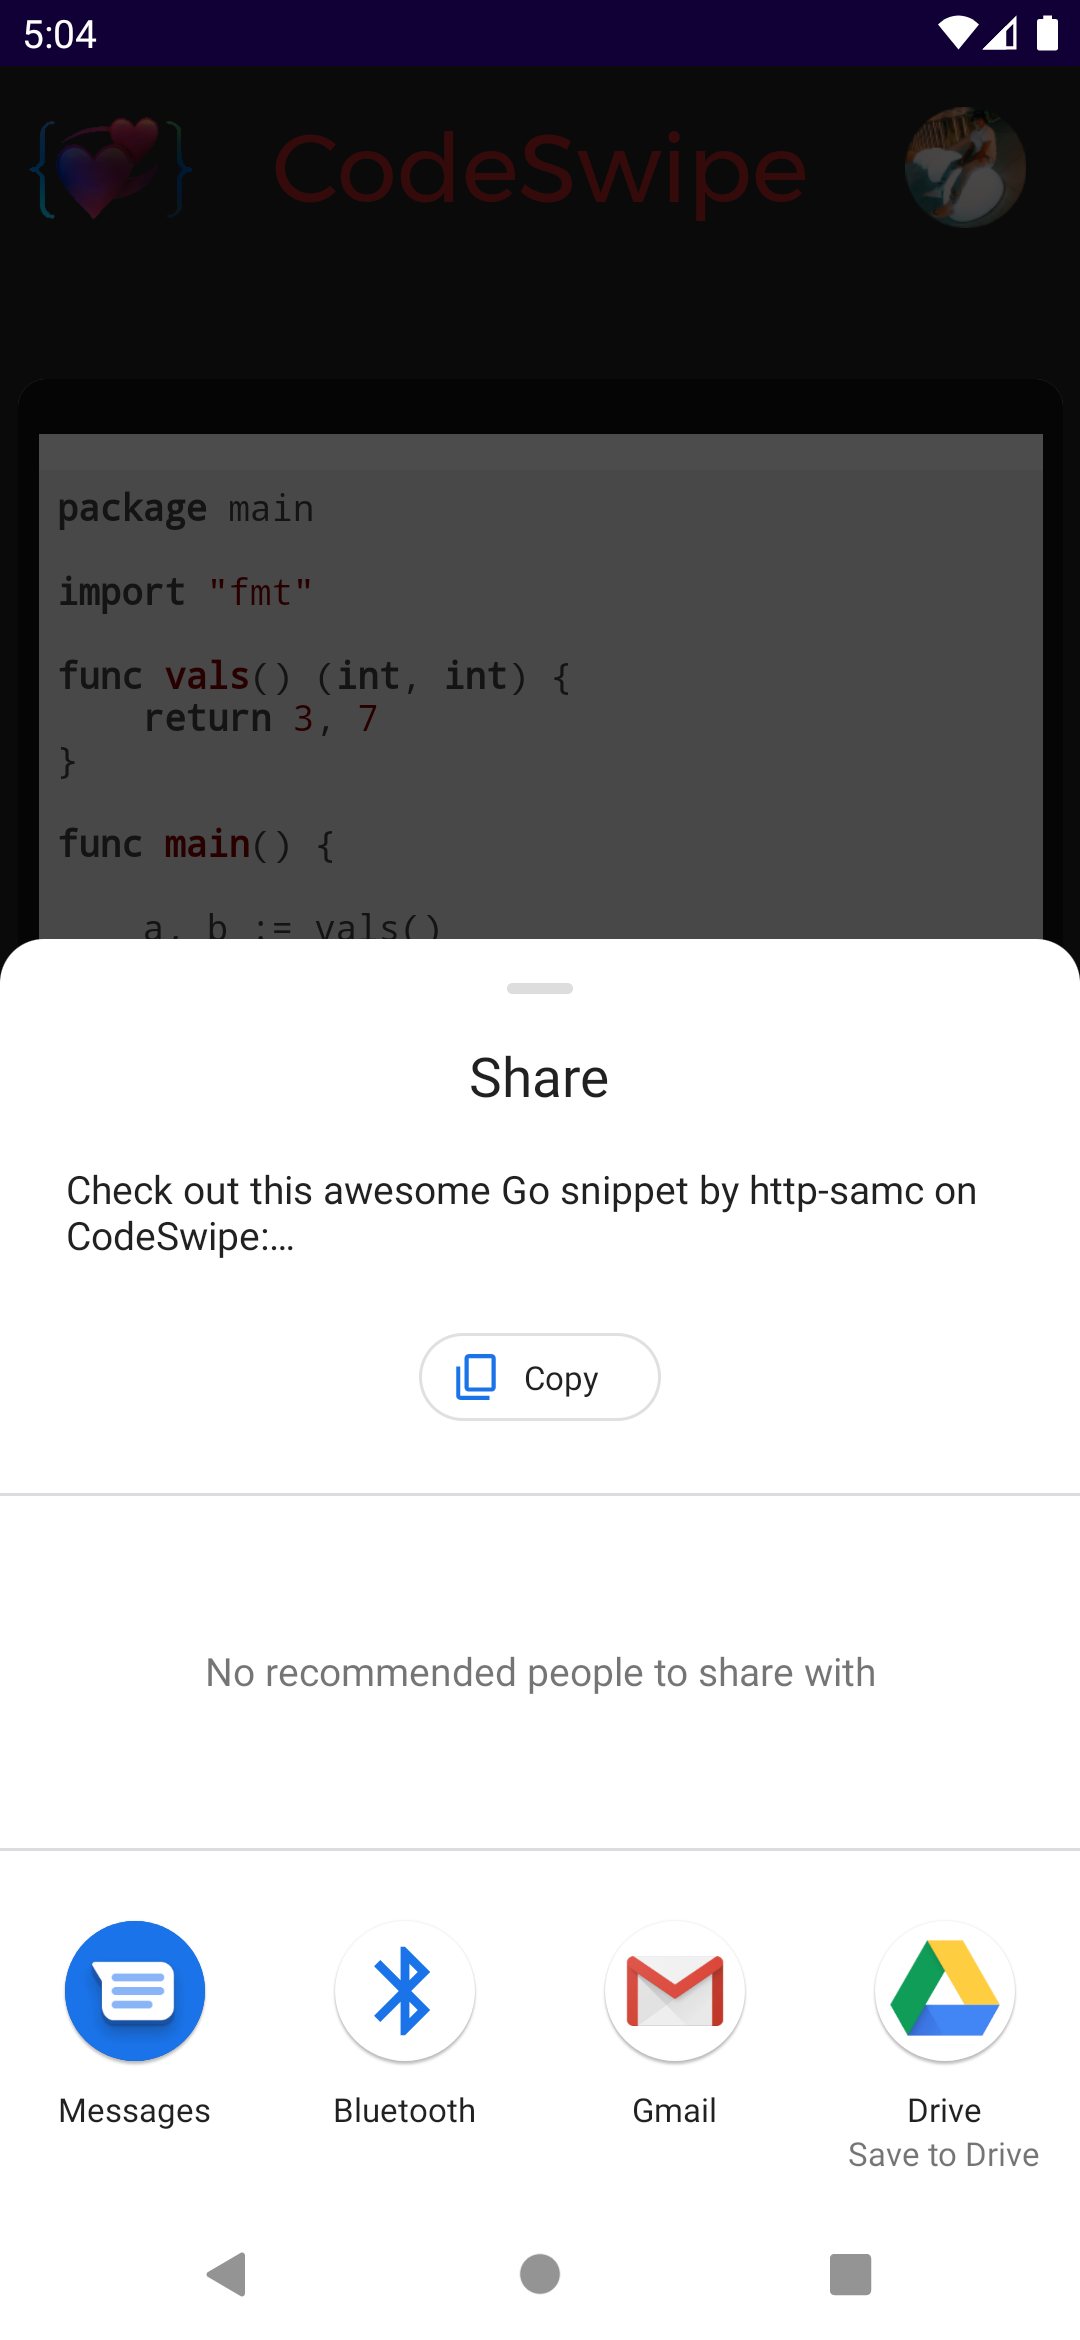 5:04
CodeSwipe
package main
import "fmt"
func vals() (int, int) {
    return 3, 7
}
func main() {
    a, b := vals()
Share
Check out this awesome Go snippet by http-samc on
CodeSwipe:...
Copy
No recommended people to share with
Messages
Bluetooth
Gmail
Drive
Save to Drive